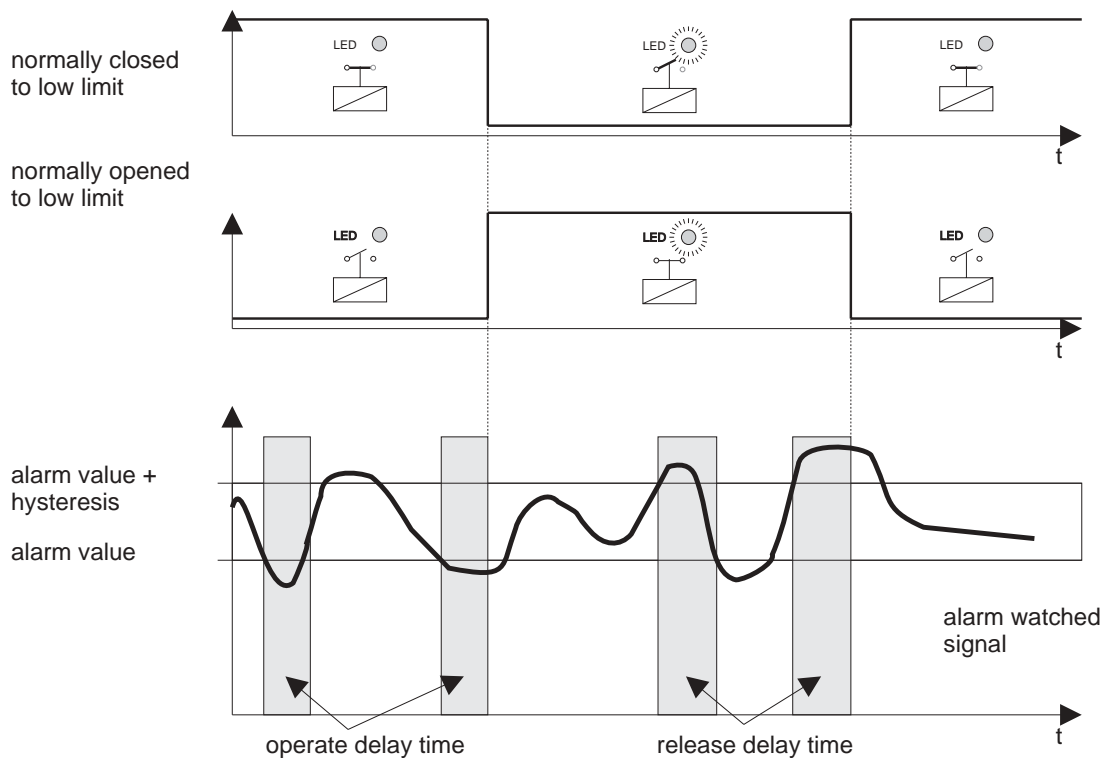 LED
LED
LED
normally closed
to low limit
t
normally opened
to low limit
LED
LED
LED
t
alarm value +
hysteresis
alarm value
alarm watched
signal
operate delay time
release delay time
t